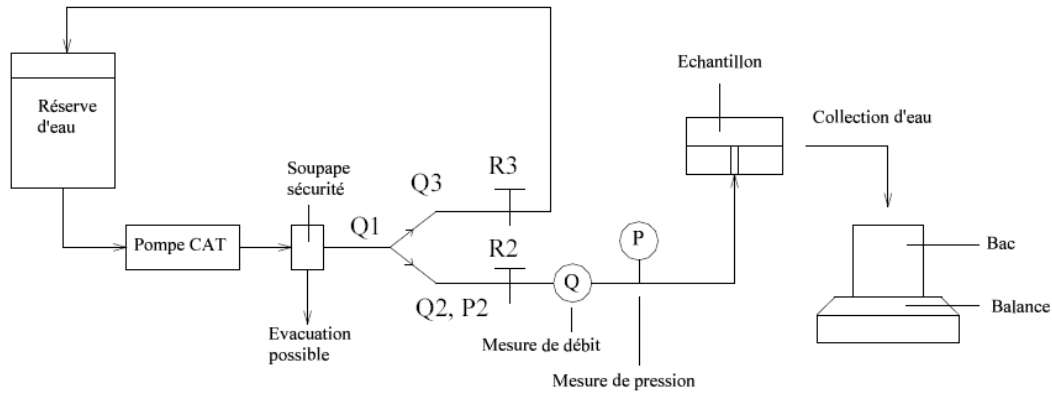 Echantillon
Réserve
d'eau
Collection d'eau
Soupape
sécurité
R3
Q3
Q1
Pompe CAT
R2
P
Bac
Q
Q2, P2
Balance
Evacuation
possible
Mesure de débit
Mesure de pression